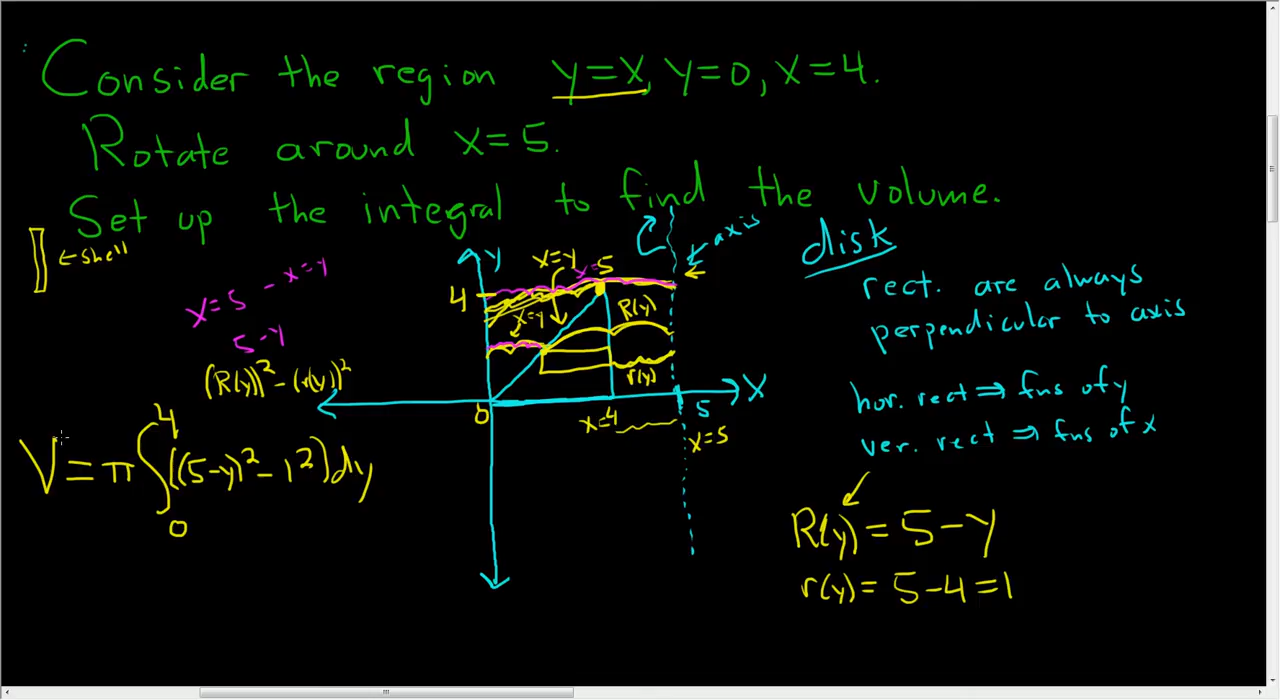 Consider the region y=x, y=0, x=4.
Rotate around x=5.
Set up the integral to find the volume.
←shell
axis
disk
rect. are always
perpendicular to axis
hor. rect ⇒ fns of y
ver. rect ⇒ fns of x
x=5 - x=y
5-y
(R(y))² - (r(y))²
V = π ∫₀⁴ ((5-y)² - 1²) dy
Y
x=y
x=
5
4
x=y
R(y)
r(y)
0
x=4
5
X
x=5
R(y) = 5-y
r(y) = 5-4=1